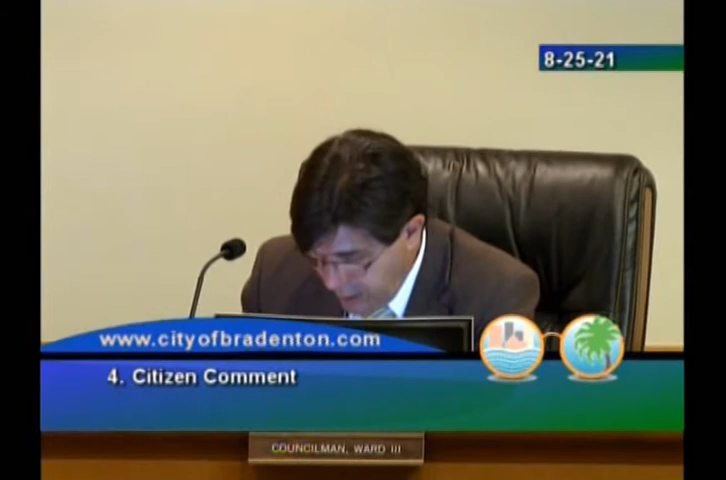 8-25-21
www.cityofbradenton.com
4. Citizen Comment
COUNCILMAN, WARD III